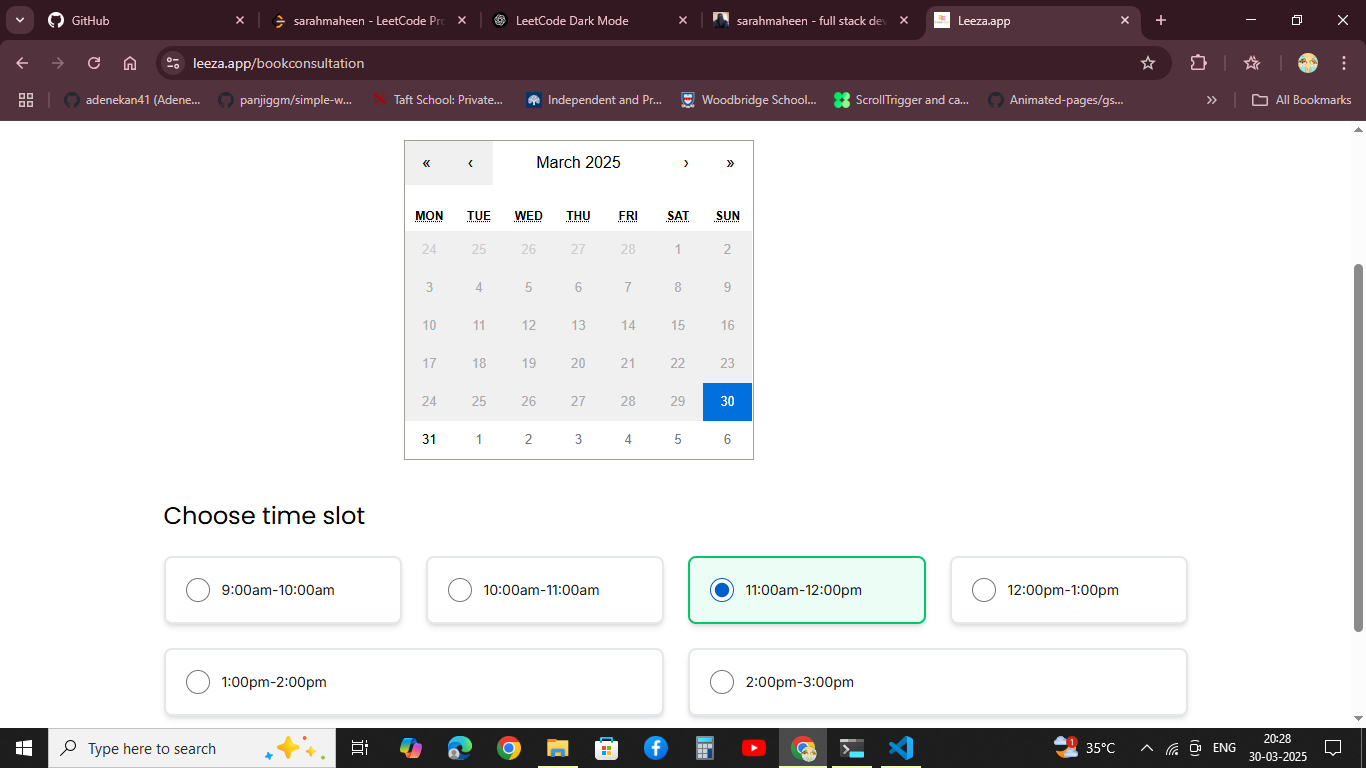 GitHub
sarahmaheen - LeetCode Pro
LeetCode Dark Mode
sarahmaheen - full stack dev
Leeza.app
leeza.app/bookconsultation
adenekan41 (Adene...
panjiggm/simple-w...
Taft School: Private...
Independent and Pr...
Woodbridge School...
ScrollTrigger and ca...
Animated-pages/gs...
» All Bookmarks
« ‹ March 2025 › »
MON TUE WED THU FRI SAT SUN
24 25 26 27 28 1 2
3 4 5 6 7 8 9
10 11 12 13 14 15 16
17 18 19 20 21 22 23
24 25 26 27 28 29 30
31 1 2 3 4 5 6
Choose time slot
9:00am-10:00am
10:00am-11:00am
11:00am-12:00pm
12:00pm-1:00pm
1:00pm-2:00pm
2:00pm-3:00pm
Type here to search
1
35°C
ENG
20:28
30-03-2025